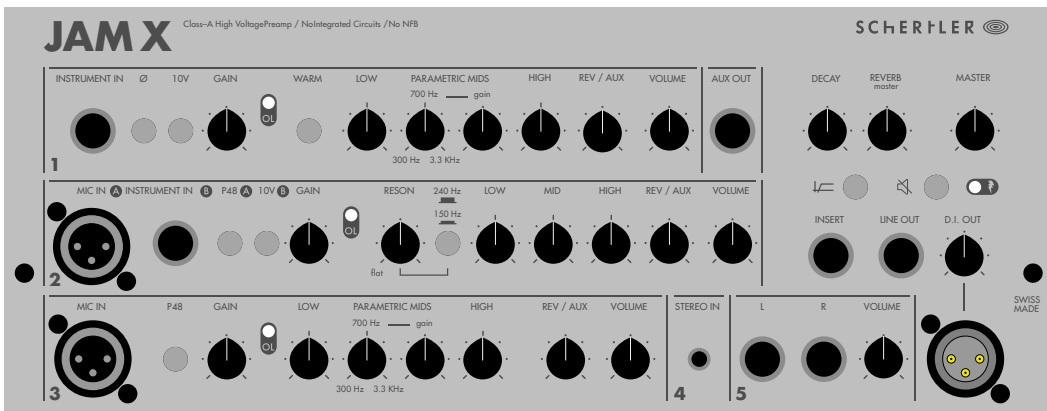 JAM X Class–A High VoltagePreamp / NoIntegrated Circuits /No NFB
SCHERTLER
INSTRUMENT IN Ø 10V GAIN WARM LOW PARAMETRIC MIDS HIGH REV / AUX VOLUME AUX OUT DECAY REVERB MASTER
master
700 Hz gain
OL
300 Hz 3.3 KHz
1
MIC IN A INSTRUMENT IN B P48 A 10V B GAIN RESON 240 Hz LOW MID HIGH REV / AUX VOLUME
150 Hz
OL
flat
2
INSERT LINE OUT D.I. OUT
MIC IN P48 GAIN LOW PARAMETRIC MIDS HIGH REV / AUX VOLUME STEREO IN L R VOLUME
700 Hz gain
OL
300 Hz 3.3 KHz
3 4 5
SWISS
MADE